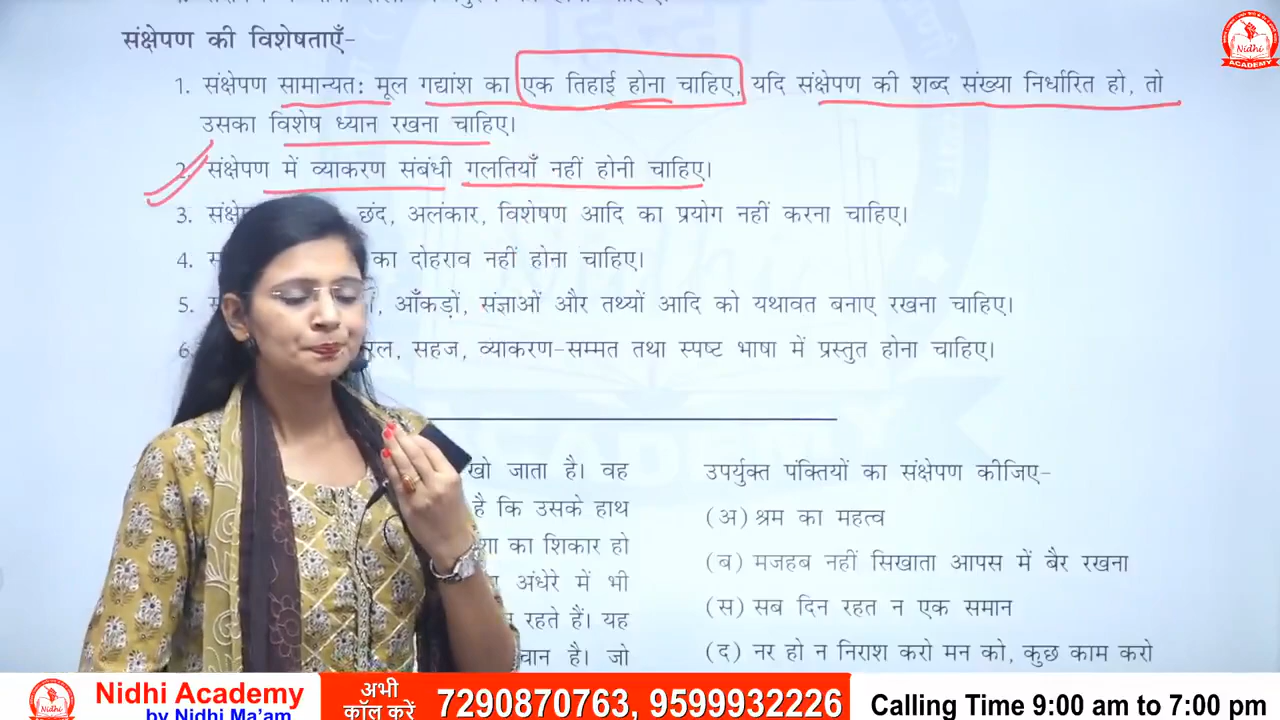 संक्षेपण की विशेषताएँ-
1. संक्षेपण सामान्यतः मूल गद्यांश का एक तिहाई होना चाहिए, यदि संक्षेपण की शब्द संख्या निर्धारित हो, तो
उसका विशेष ध्यान रखना चाहिए।
2. संक्षेपण में व्याकरण संबंधी गलतियाँ नहीं होनी चाहिए।
3. छंद, अलंकार, विशेषण आदि का प्रयोग नहीं करना चाहिए।
4. का दोहराव नहीं होना चाहिए।
5. आँकड़ों, संज्ञाओं और तथ्यों आदि को यथावत बनाए रखना चाहिए।
6. सहज, व्याकरण-सम्मत तथा स्पष्ट भाषा में प्रस्तुत होना चाहिए।
जाता है। वह
है कि उसके हाथ
का शिकार हो
अंधेरे में भी
रहते हैं। यह
है। जो
उपर्युक्त पंक्तियों का संक्षेपण कीजिए-
(अ) श्रम का महत्व
(ब) मजहब नहीं सिखाता आपस में बैर रखना
(स) सब दिन रहत न एक समान
(द) नर हो न निराश करो मन को, कुछ काम करो
Nidhi
ACADEMY
Nidhi Academy
by Nidhi Ma'am
अभी
कॉल करें
7290870763, 9599932226
Calling Time 9:00 am to 7:00 pm